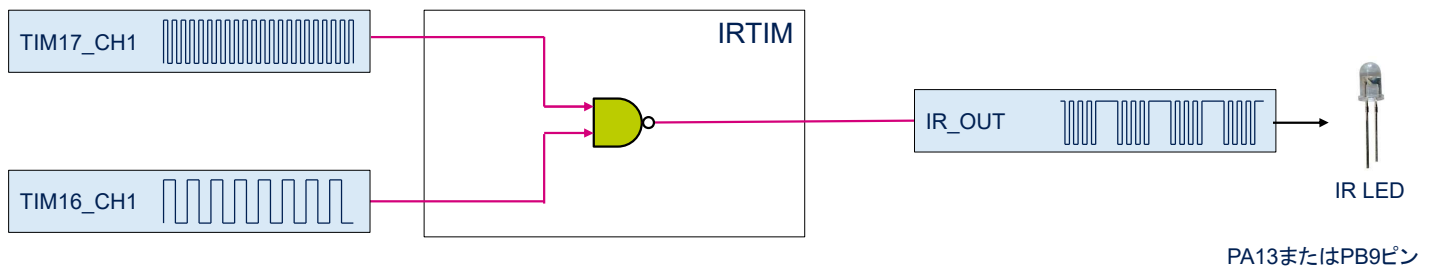 TIM17_CH1
IRTIM
IR_OUT
TIM16_CH1
IR LED
PA13またはPB9ピン